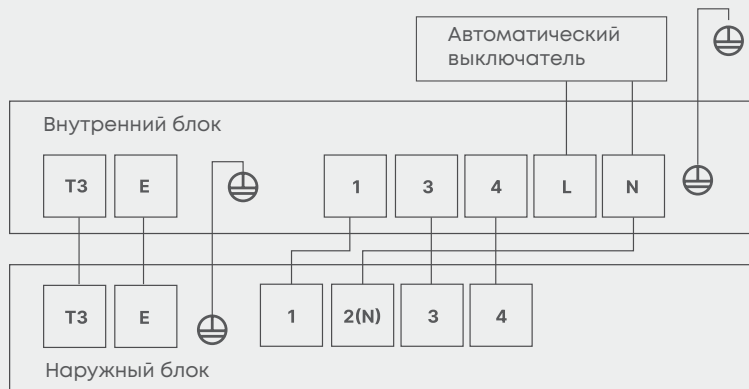 Автоматический
выключатель
Внутренний блок
T3 E 1 3 4 L N
T3 E 1 2(N) 3 4
Наружный блок